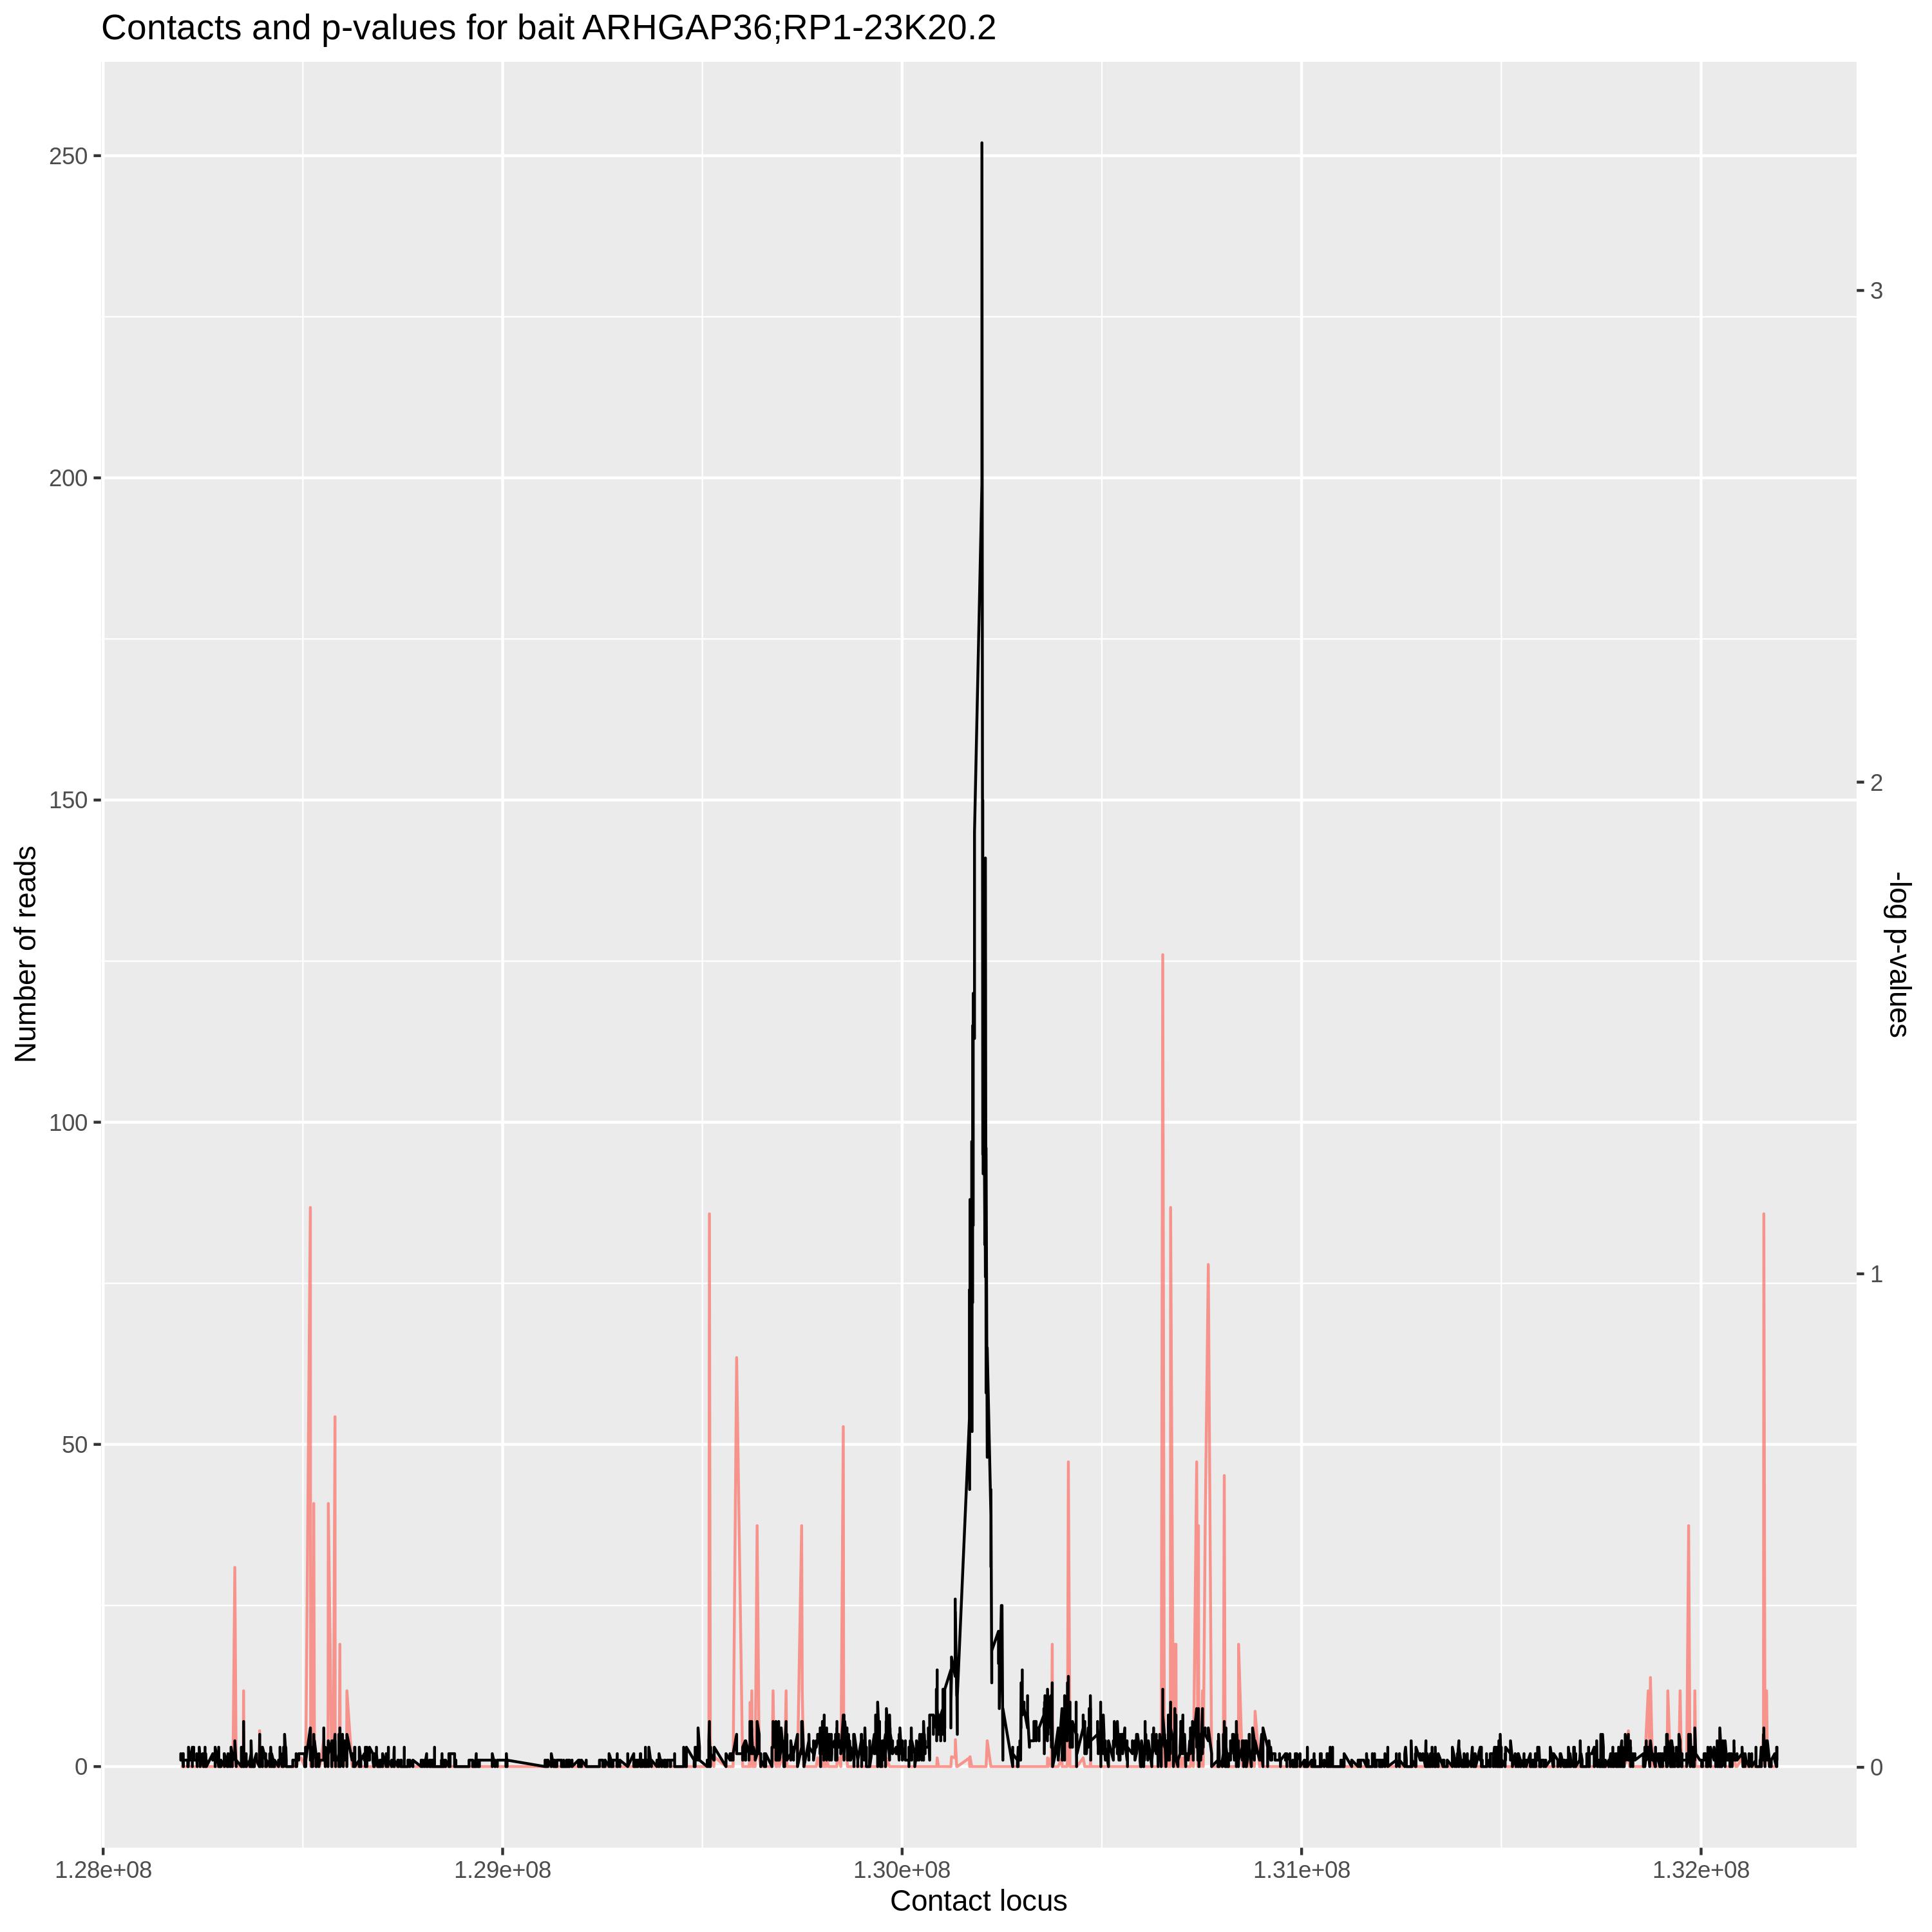 Contacts and p-values for bait ARHGAP36;RP1-23K20.2
250
200
150
100
50
0
Number of reads
3
2
1
0
-log p-values
1.28e+08 1.29e+08 1.30e+08 1.31e+08 1.32e+08
Contact locus